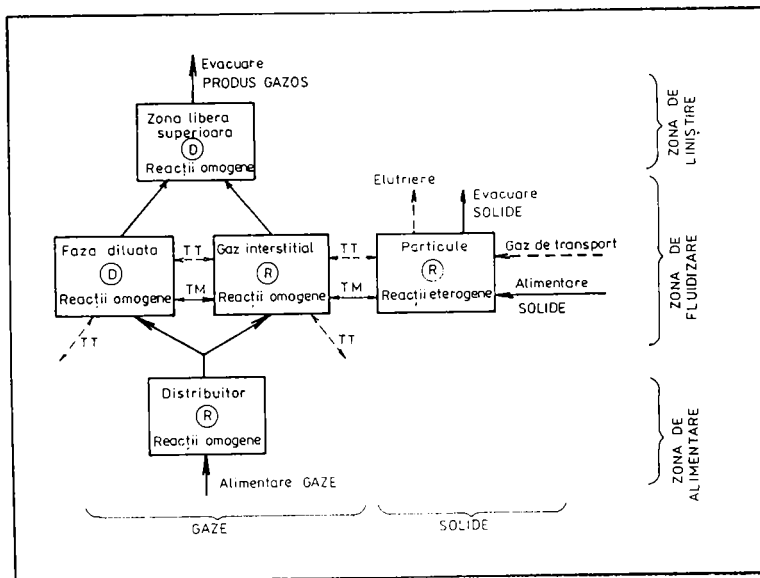 Evacuare
PRODUS GAZOS
Zona libera
superioara
D
Reacții omogene
ZONA DE
LINIȘTIRE
Elutriere
Evacuare
SOLIDE
Faza diluata
D
Reacții omogene
TT
TM
Gaz interstitial
R
Reacții omogene
TT
TM
Particule
R
Reacții eterogene
Gaz de transport
Alimentare
SOLIDE
ZONA DE
FLUIDIZARE
TT
TT
Distribuitor
R
Reacții omogene
Alimentare GAZE
ZONA DE
ALIMENTARE
GAZE
SOLIDE